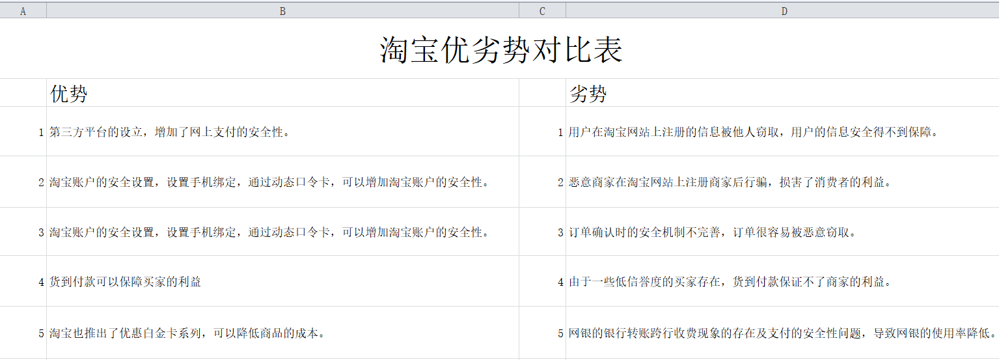 A B C D
淘宝优劣势对比表
优势 劣势
1 第三方平台的设立，增加了网上支付的安全性。 1 用户在淘宝网站上注册的信息被他人窃取，用户的信息安全得不到保障。
2 淘宝账户的安全设置，设置手机绑定，通过动态口令卡，可以增加淘宝账户的安全性。 2 恶意商家在淘宝网站上注册商家后行骗，损害了消费者的利益。
3 淘宝账户的安全设置，设置手机绑定，通过动态口令卡，可以增加淘宝账户的安全性。 3 订单确认时的安全机制不完善，订单很容易被恶意窃取。
4 货到付款可以保障买家的利益 4 由于一些低信誉度的买家存在，货到付款保证不了商家的利益。
5 淘宝也推出了优惠白金卡系列，可以降低商品的成本。 5 网银的银行转账跨行收费现象的存在及支付的安全性问题，导致网银的使用率降低。